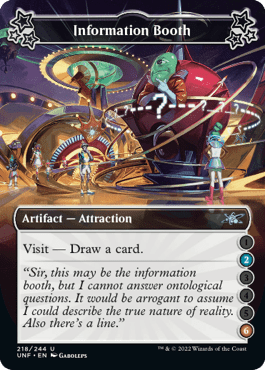 Information Booth
?
Artifact — Attraction
Visit — Draw a card.
“Sir, this may be the information
booth, but I cannot answer ontological
questions. It would be arrogant to assume
I could describe the true nature of reality.
Also there’s a line.”
1
2
3
4
5
6
218/244 U
UNF • EN Gaboleps
™ & © 2022 Wizards of the Coast